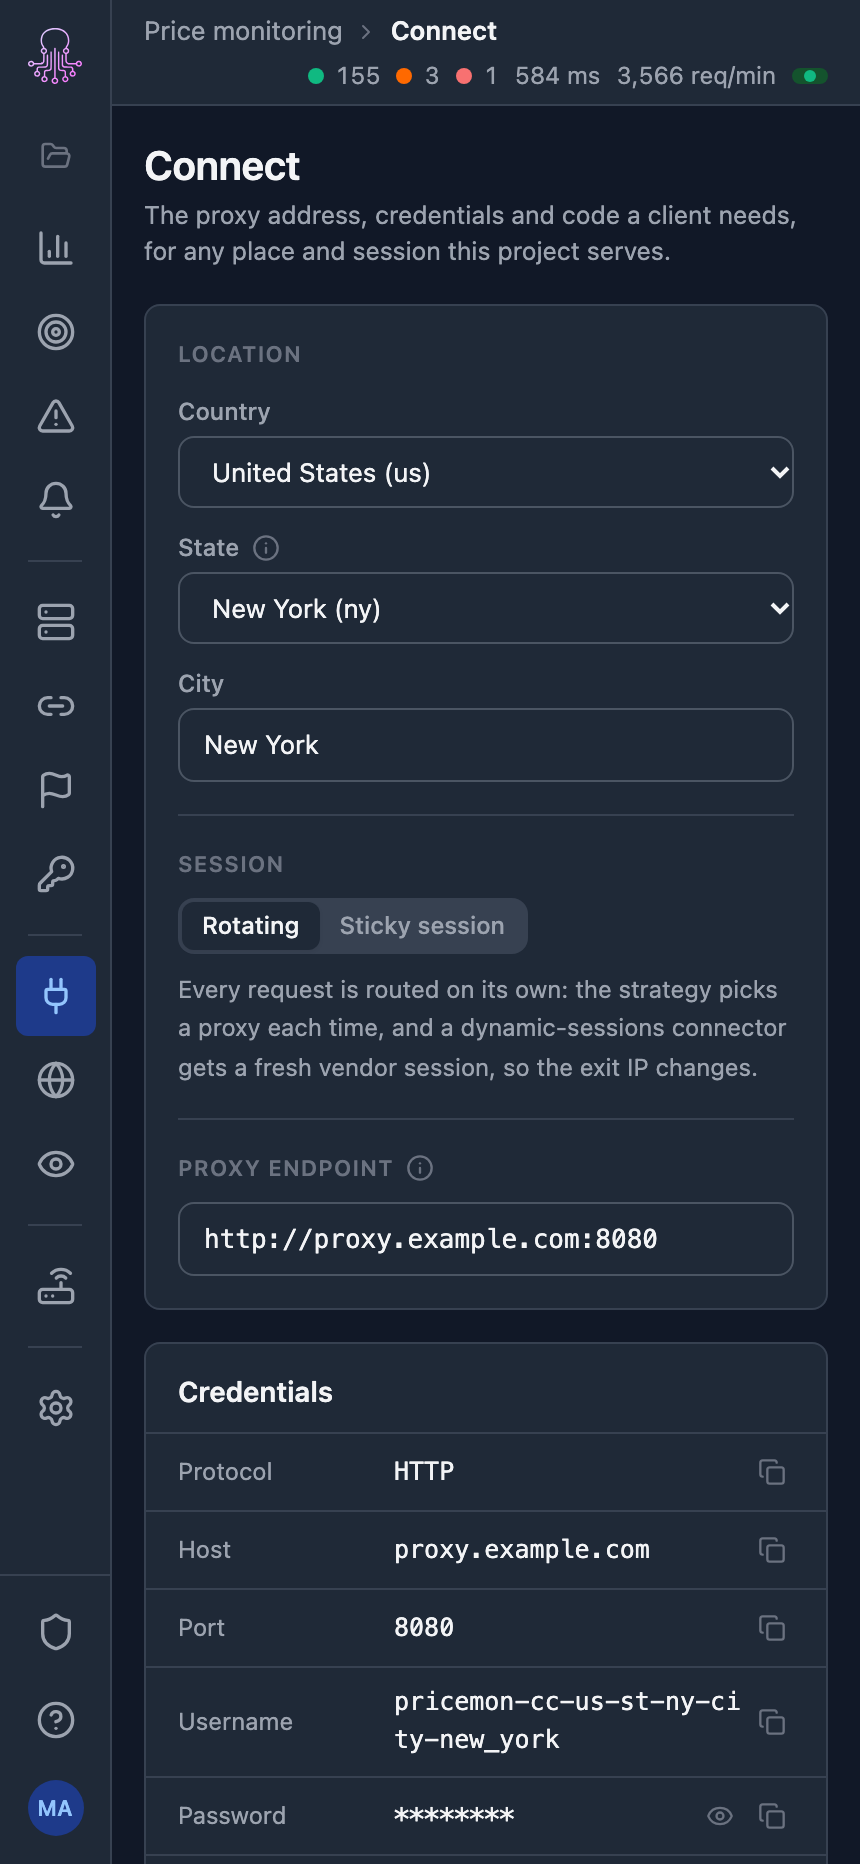 Price monitoring > Connect
155 3 1 584 ms 3,566 req/min
Connect
The proxy address, credentials and code a client needs,
for any place and session this project serves.
LOCATION
Country
United States (us)
State
New York (ny)
City
New York
SESSION
Rotating Sticky session
Every request is routed on its own: the strategy picks
a proxy each time, and a dynamic-sessions connector
gets a fresh vendor session, so the exit IP changes.
PROXY ENDPOINT
http://proxy.example.com:8080
Credentials
Protocol HTTP
Host proxy.example.com
Port 8080
Username pricemon-cc-us-st-ny-ci
ty-new_york
Password ********
MA